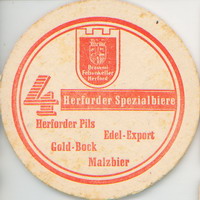 Brauerei
Felsenkeller
Herford
4 Herforder Spezialbiere
Herforder Pils
Edel-Export
Gold-Bock
Malzbier